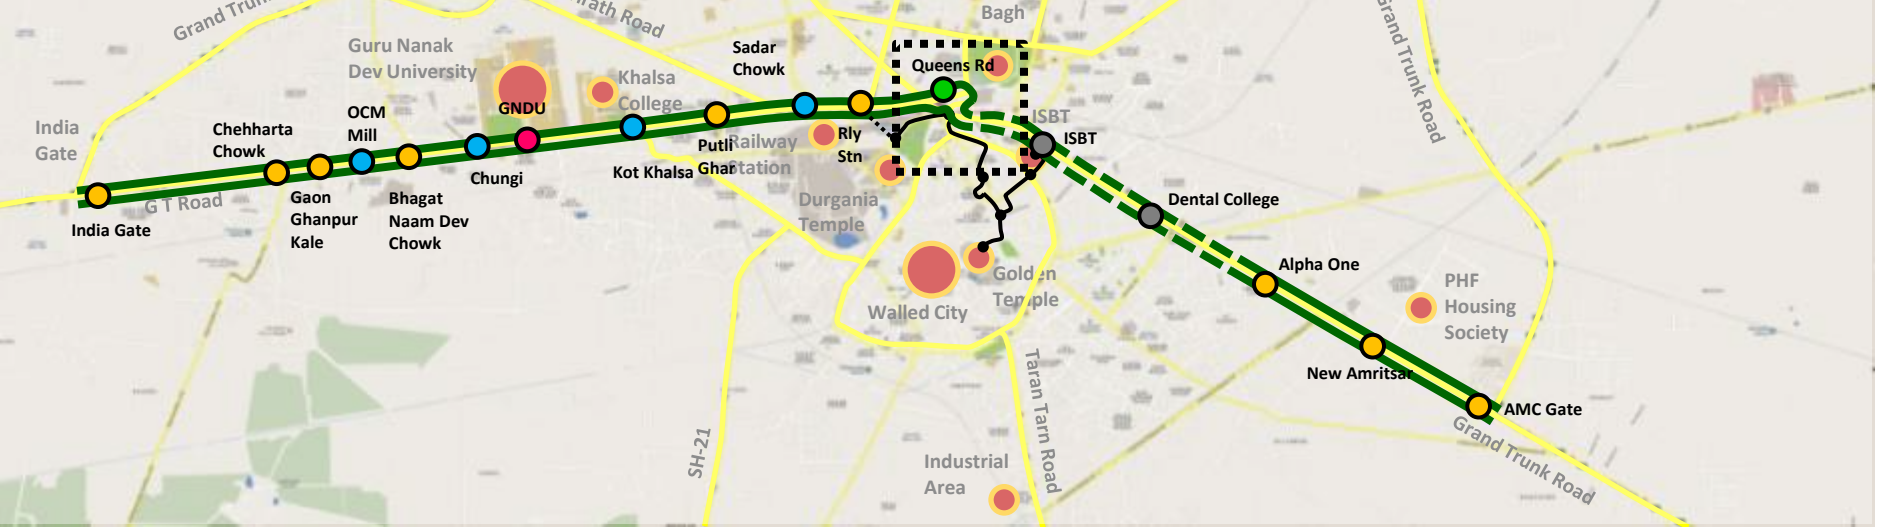 Grand Trunk
rath Road
Bagh
Grand Trunk Road
Guru Nanak
Dev University
Sadar
Chowk
Queens Rd
Khalsa
College
OCM
Mill
GNDU
India
Gate
Chehharta
Chowk
ISBT
ISBT
Rly
Stn
Railway
Station
Putli
Ghar
Kot Khalsa
Chungi
Gaon
Ghanpur
Kale
Bhagat
Naam Dev
Chowk
G T Road
India Gate
Durgania
Temple
Dental College
Golden
Temple
Walled City
Alpha One
PHF
Housing
Society
New Amritsar
AMC Gate
Grand Trunk Road
Taran Tarn Road
SH-21
Industrial
Area